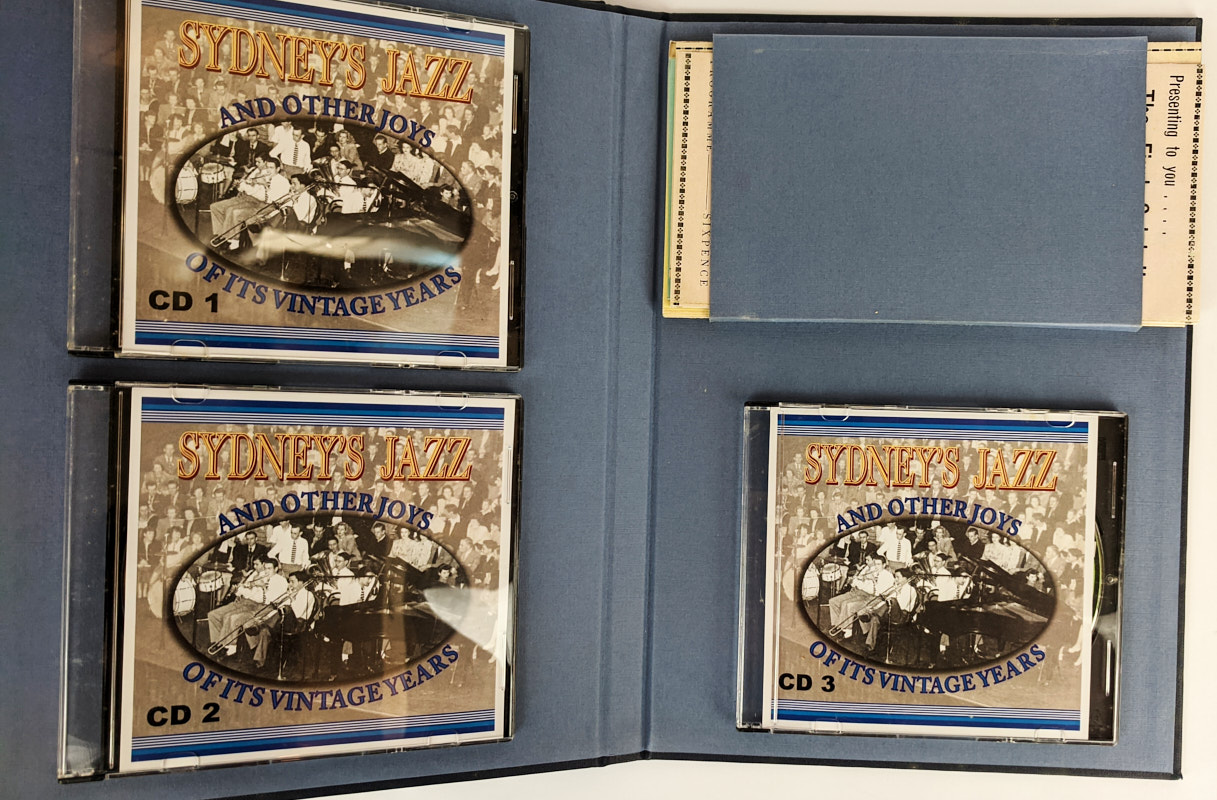 SYDNEY'S JAZZ
AND OTHER JOYS
OF ITS VINTAGE YEARS
CD 1
SYDNEY'S JAZZ
AND OTHER JOYS
OF ITS VINTAGE YEARS
CD 2
PROGRAMME — SIXPENCE
Presenting to you . . . .
SYDNEY'S JAZZ
AND OTHER JOYS
OF ITS VINTAGE YEARS
CD 3